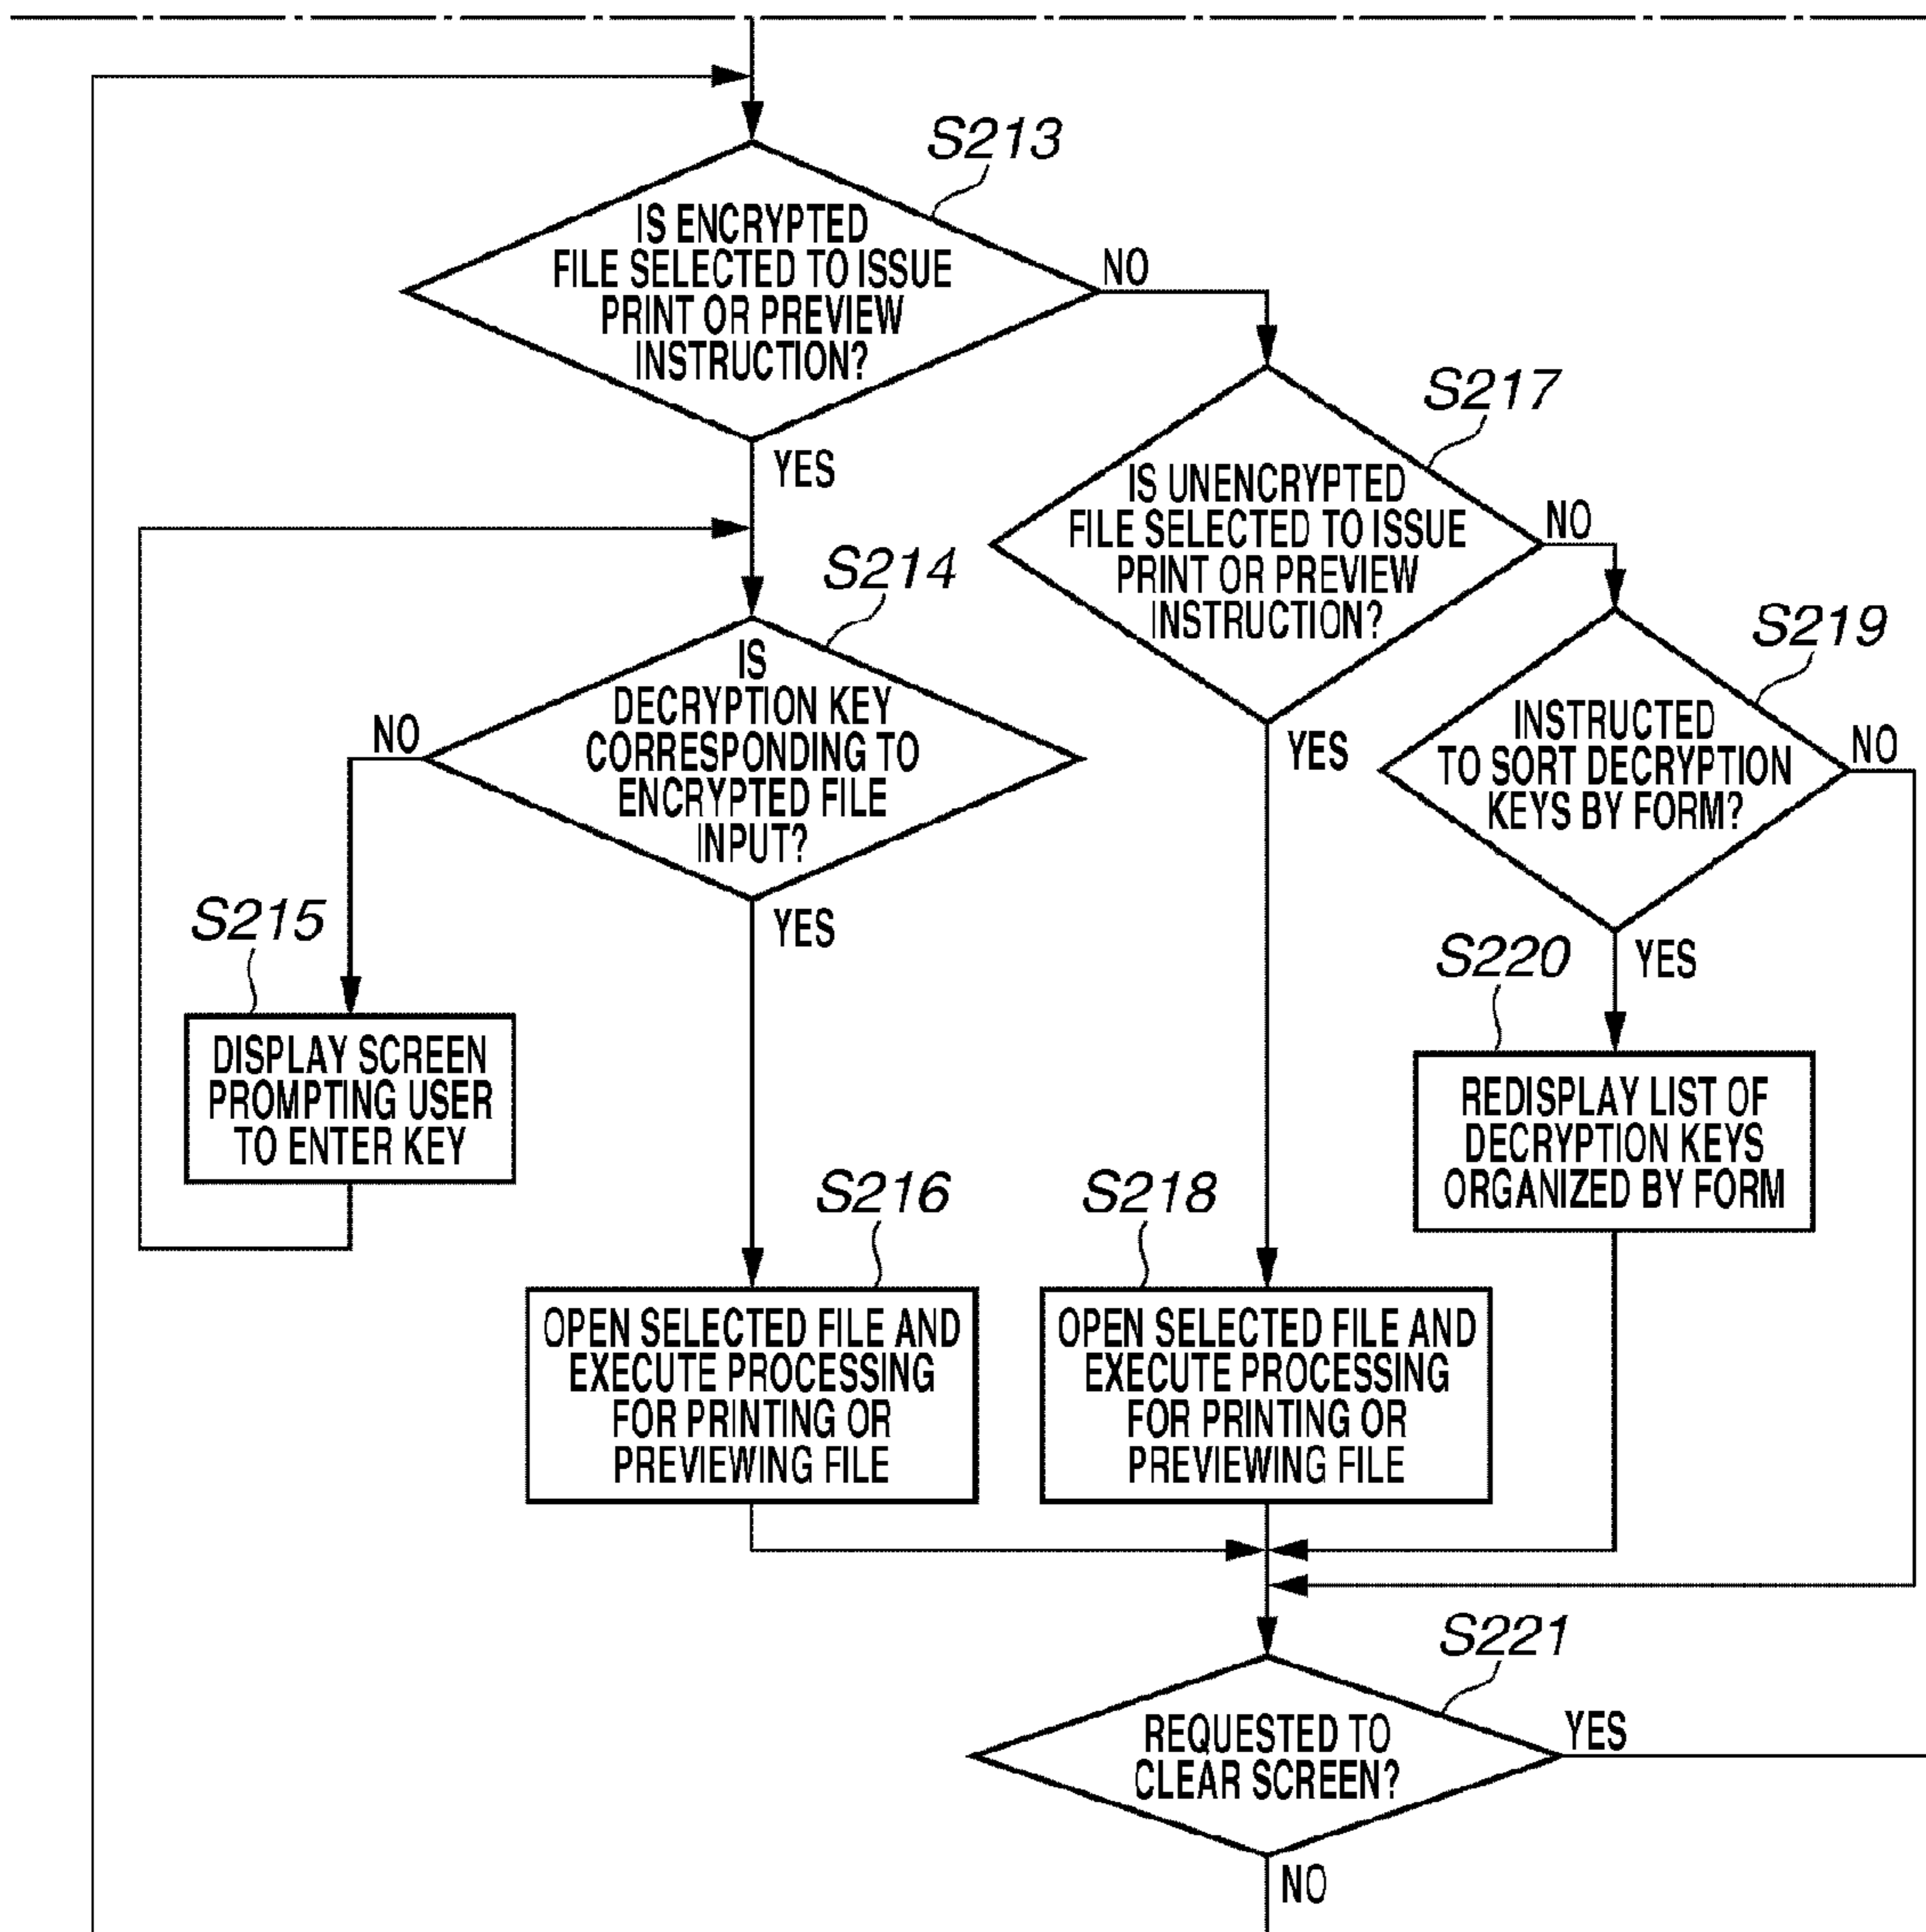 S213
IS ENCRYPTED
FILE SELECTED TO ISSUE
PRINT OR PREVIEW
INSTRUCTION?
NO
YES
S217
IS UNENCRYPTED
FILE SELECTED TO ISSUE
PRINT OR PREVIEW
INSTRUCTION?
NO
YES
S214
IS
DECRYPTION KEY
CORRESPONDING TO
ENCRYPTED FILE
INPUT?
NO
YES
S219
INSTRUCTED
TO SORT DECRYPTION
KEYS BY FORM?
NO
YES
S215
DISPLAY SCREEN
PROMPTING USER
TO ENTER KEY
S220
REDISPLAY LIST OF
DECRYPTION KEYS
ORGANIZED BY FORM
S216
OPEN SELECTED FILE AND
EXECUTE PROCESSING
FOR PRINTING OR
PREVIEWING FILE
S218
OPEN SELECTED FILE AND
EXECUTE PROCESSING
FOR PRINTING OR
PREVIEWING FILE
S221
REQUESTED TO
CLEAR SCREEN?
YES
NO